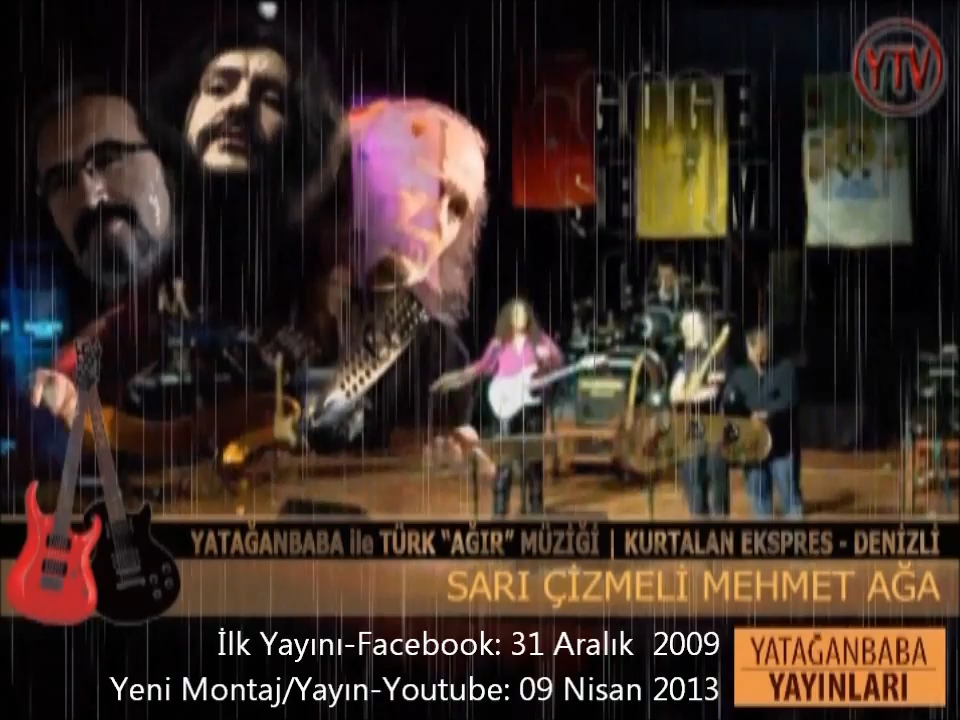 YTV
YATAĞANBABA ile TÜRK “AĞIR” MÜZİĞİ | KURTALAN EKSPRES - DENİZLİ
SARI ÇİZMELİ MEHMET AĞA
İlk Yayını-Facebook: 31 Aralık 2009
Yeni Montaj/Yayın-Youtube: 09 Nisan 2013
YATAĞANBABA
YAYINLARI